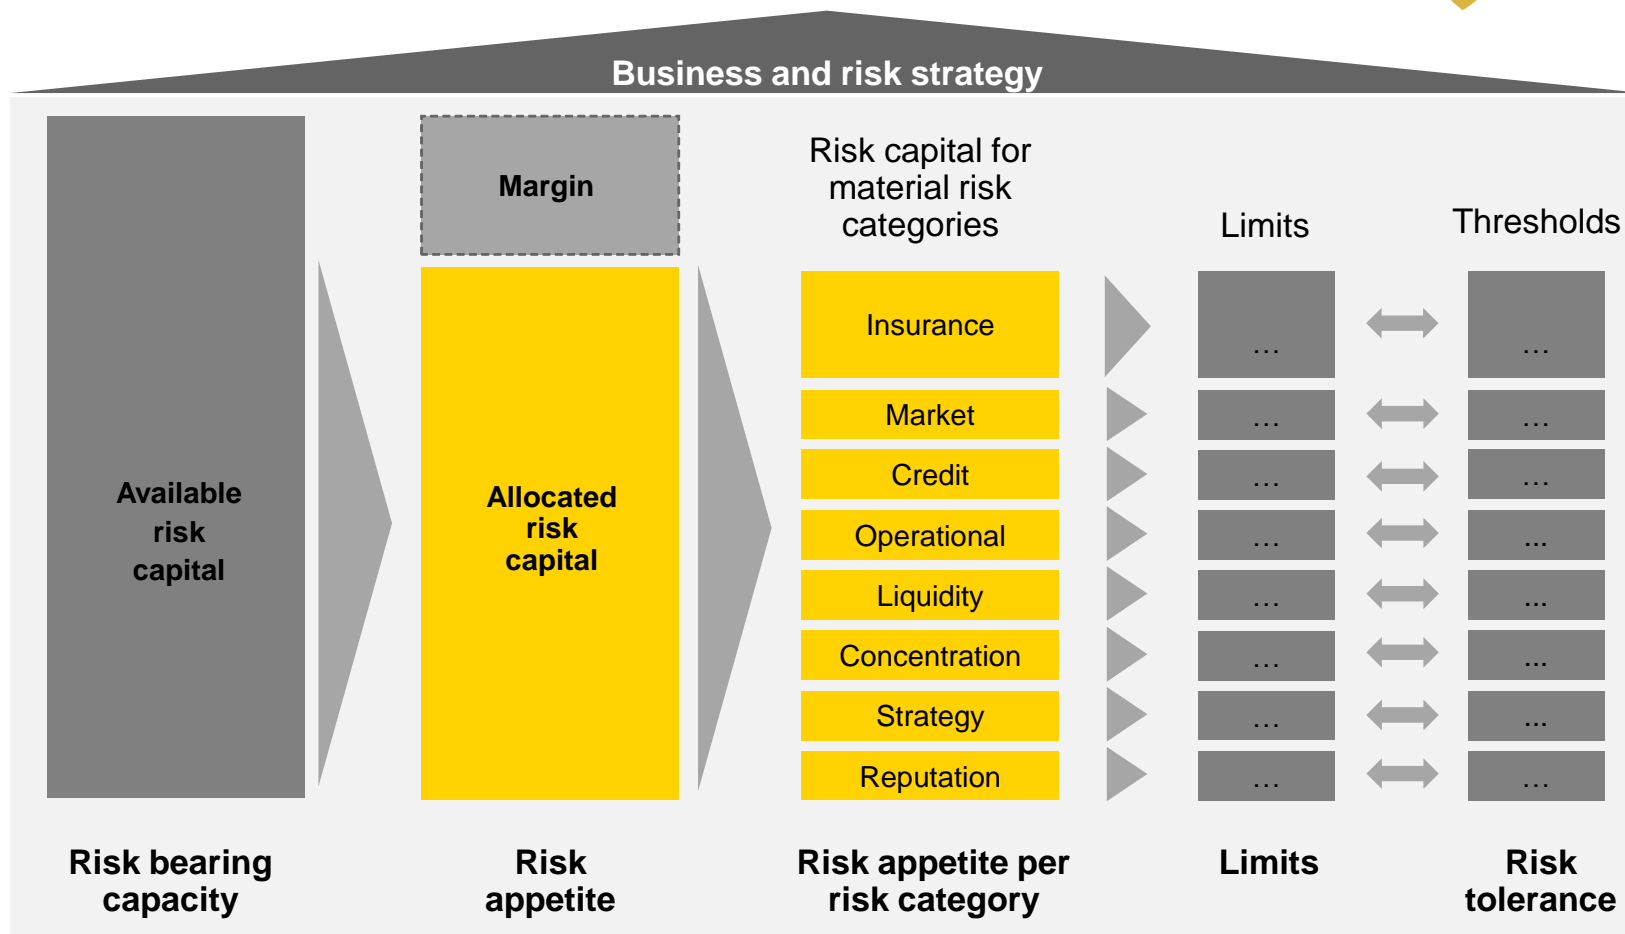 Business and risk strategy
Available
risk
capital
Margin
Allocated
risk
capital
Risk capital for
material risk
categories
Limits
Thresholds
Insurance
…
…
Market
…
…
Credit
…
…
Operational
…
...
Liquidity
…
...
Concentration
…
...
Strategy
…
...
Reputation
…
…
Risk bearing
capacity
Risk
appetite
Risk appetite per
risk category
Limits
Risk
tolerance